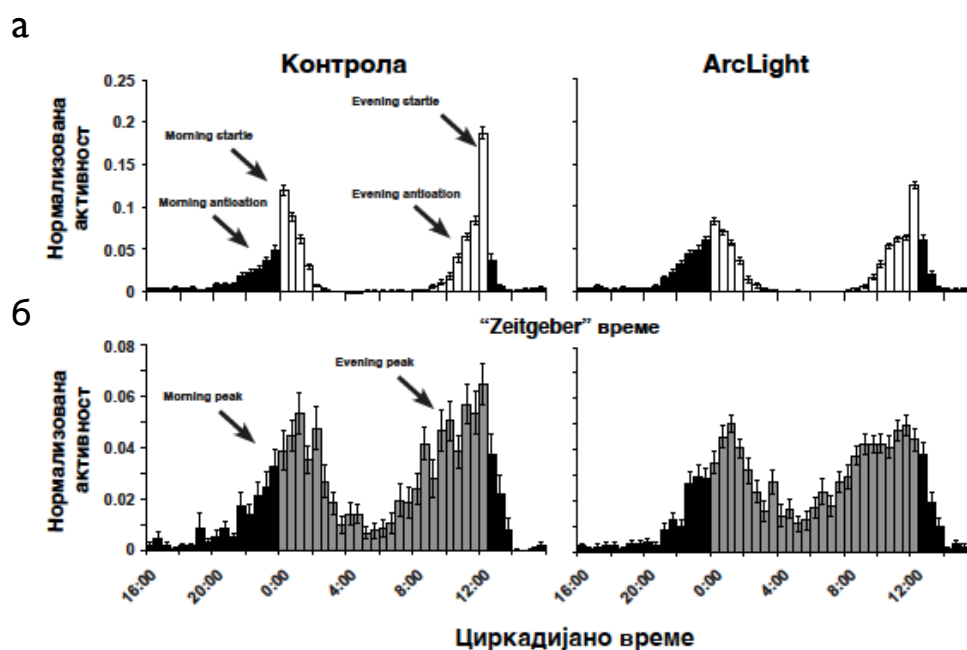 а
Контрола
ArcLight
Нормализована
активност
0.25
0.2
0.15
0.1
0.05
0
Morning startle
Morning antioation
Evening startle
Evening antioation
"Zeitgeber" време
б
Нормализована
активност
0.08
0.06
0.04
0.02
0
Morning peak
Evening peak
16:00
20:00
0:00
4:00
8:00
12:00
16:00
20:00
0:00
4:00
8:00
12:00
Циркадијано време